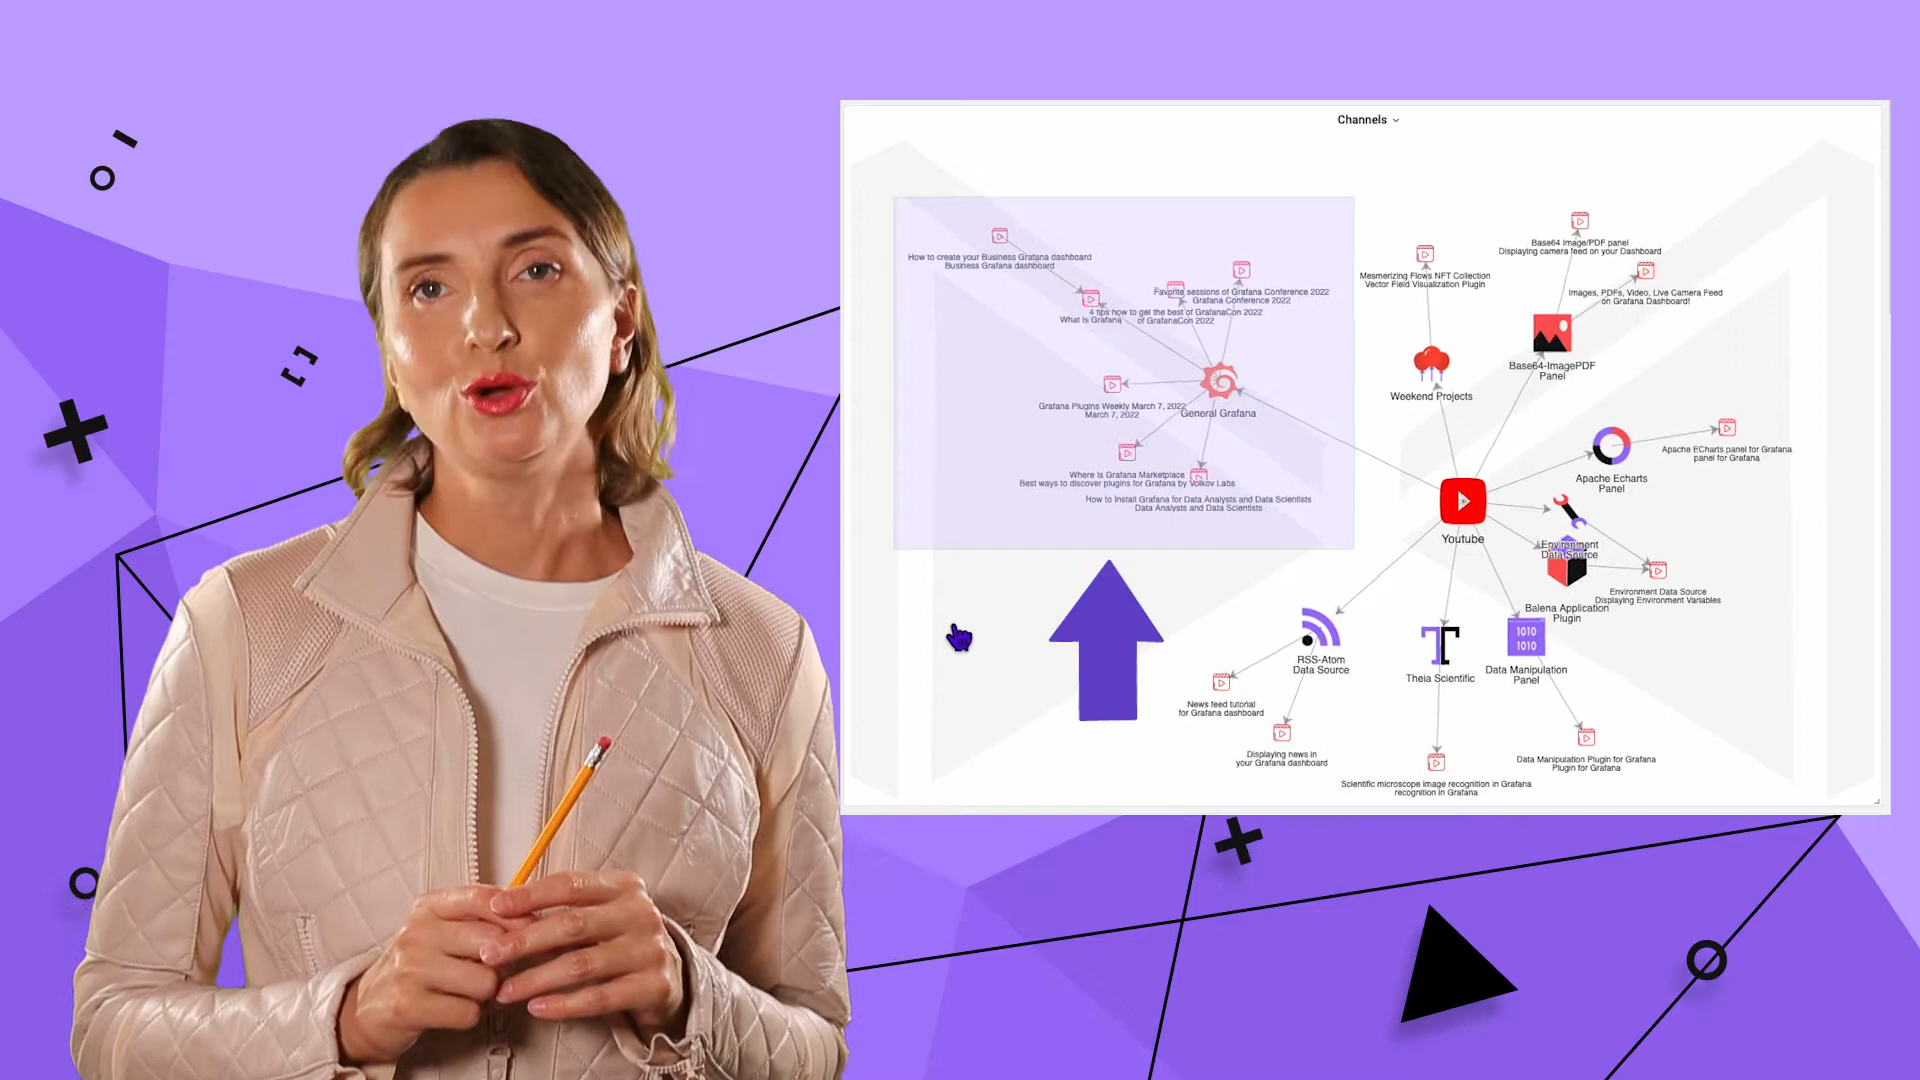 Channels
How to create your Business Grafana dashboard
Business Grafana dashboard
What Is Grafana
Favorite sessions of Grafana Conference 2022
Grafana Conference 2022
4 tips how to get the best of GrafanaCon 2022
of GrafanaCon 2022
Grafana Plugins Weekly March 7, 2022
March 7, 2022
General Grafana
Where Is Grafana Marketplace
Best ways to discover plugins for Grafana by Volkov Labs
How to Install Grafana for Data Analysts and Data Scientists
Data Analysts and Data Scientists
Mesmerizing Flows NFT Collection
Vector Field Visualization Plugin
Weekend Projects
Base64 Image/PDF panel
Displaying camera feed on your Dashboard
Images, PDFs, Video, Live Camera Feed
on Grafana Dashboard!
Base64-ImagePDF
Panel
Apache ECharts panel for Grafana
panel for Grafana
Apache Echarts
Panel
Youtube
Environment
Data Source
Environment Data Source
Displaying Environment Variables
Balena Application
Plugin
RSS-Atom
Data Source
Theia Scientific
1010
1010
Data Manipulation
Panel
News feed tutorial
for Grafana dashboard
Displaying news in
your Grafana dashboard
Scientific microscope image recognition in Grafana
recognition in Grafana
Data Manipulation Plugin for Grafana
Plugin for Grafana